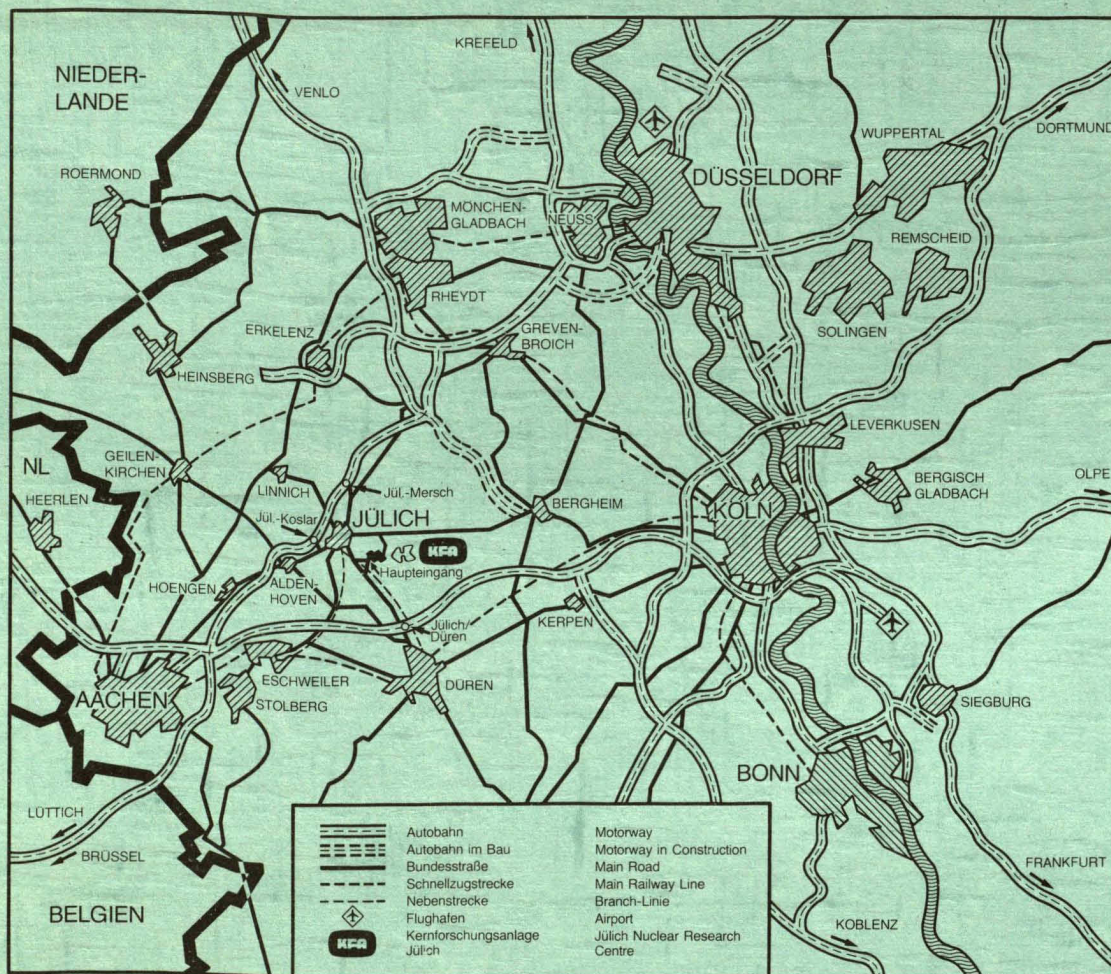 NIEDER-
LANDE
KREFELD
VENLO
DORTMUND
WUPPERTAL
ROERMOND
DÜSSELDORF
MÖNCHEN-
GLADBACH
NEUSS
REMSCHEID
RHEYDT
SOLINGEN
ERKELENZ
GREVEN-
BROICH
HEINSBERG
LEVERKUSEN
NL
GEILEN-
KIRCHEN
HEERLEN
LINNICH
Jül.-Mersch
BERGHEIM
BERGISCH
GLADBACH
OLPE
KÖLN
Jül.-Koslar
JÜLICH
KFA
Haupteingang
HOENGEN
ALDEN-
HOVEN
Jülich/
Düren
KERPEN
ESCHWEILER
DÜREN
AACHEN
STOLBERG
SIEGBURG
BONN
LÜTTICH
BRÜSSEL
FRANKFURT
BELGIEN
KOBLENZ
Autobahn Motorway
Autobahn im Bau Motorway in Construction
Bundesstraße Main Road
Schnellzugstrecke Main Railway Line
Nebenstrecke Branch-Linie
Flughafen Airport
KFA Kernforschungsanlage Jülich Nuclear Research
Jülich Centre